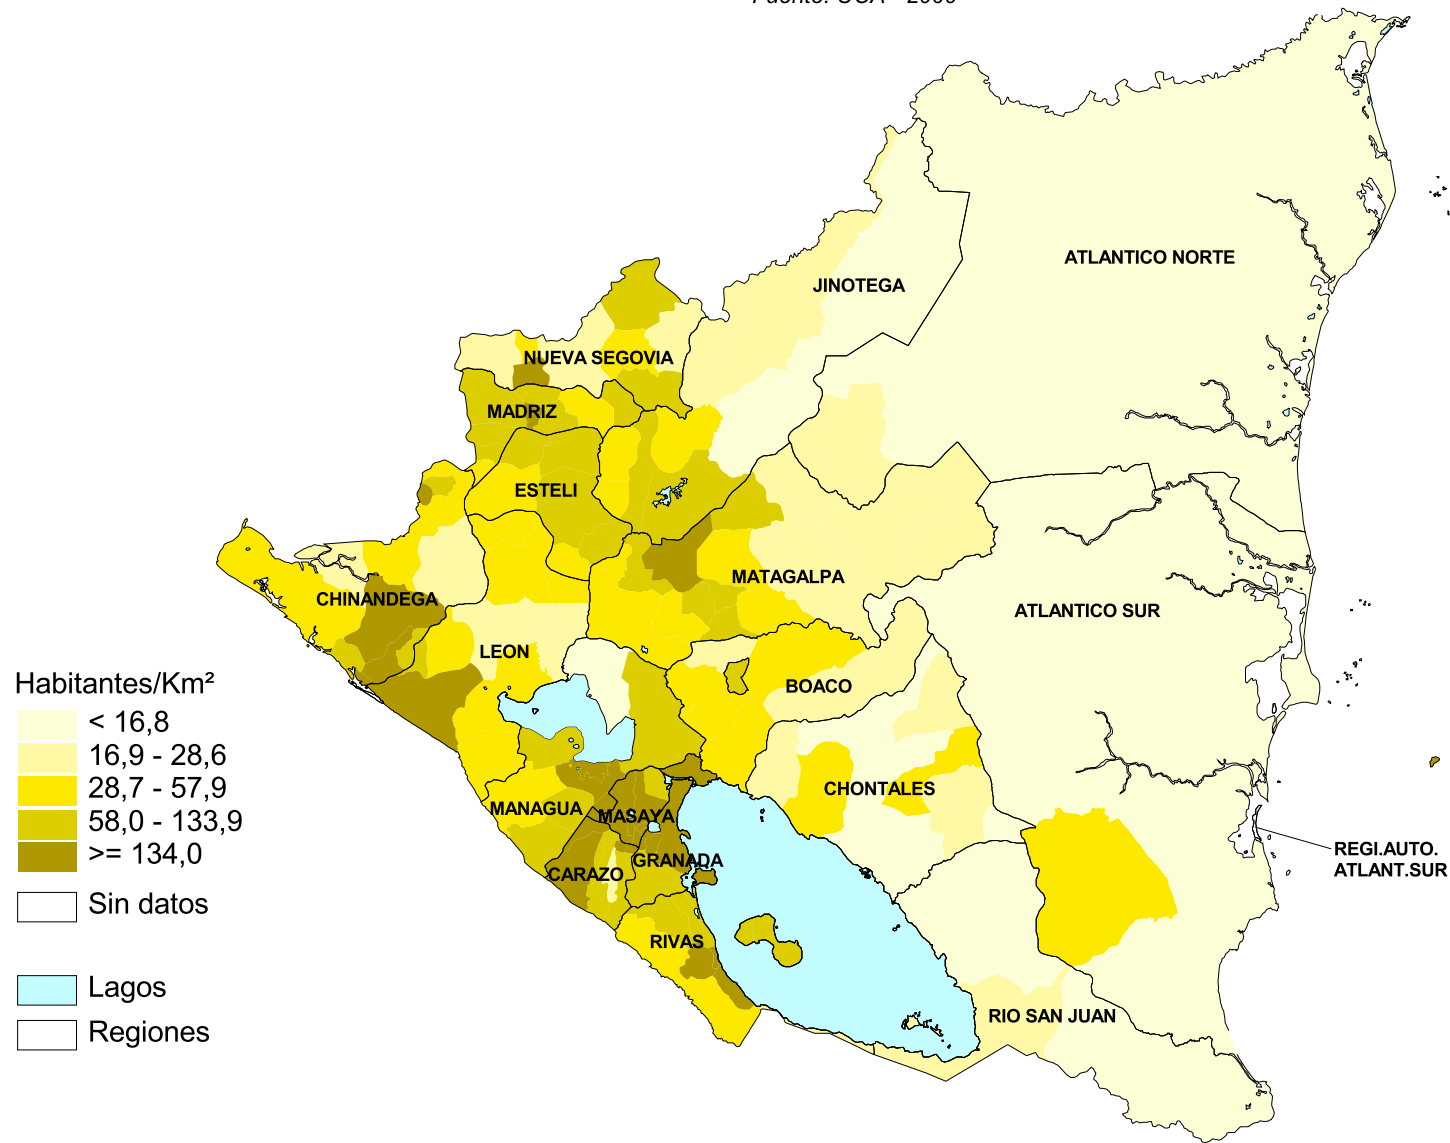 ATLANTICO NORTE
JINOTEGA
NUEVA SEGOVIA
MADRIZ
ESTELI
MATAGALPA
CHINANDEGA
ATLANTICO SUR
LEON
BOACO
CHONTALES
MANAGUA
MASAYA
GRANADA
CARAZO
REGI.AUTO.
ATLANT.SUR
RIVAS
RIO SAN JUAN
Habitantes/Km²
< 16,8
16,9 - 28,6
28,7 - 57,9
58,0 - 133,9
>= 134,0
Sin datos
Lagos
Regiones